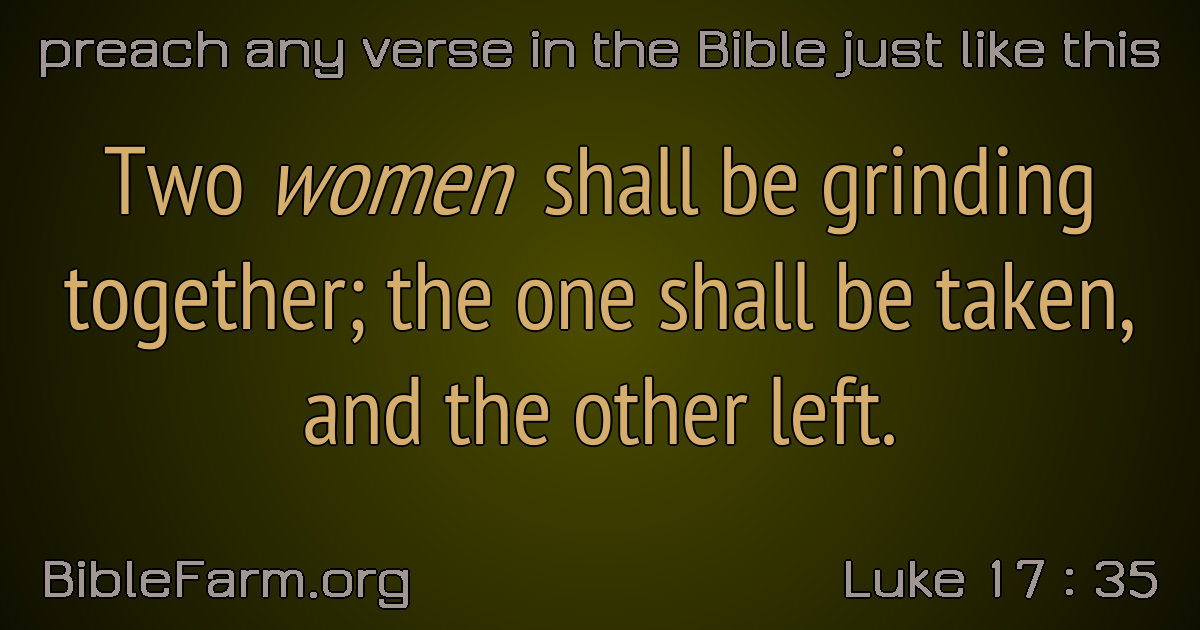 preach any verse in the Bible just like this
Two women shall be grinding
together; the one shall be taken,
and the other left.
BibleFarm.org
Luke 17 : 35